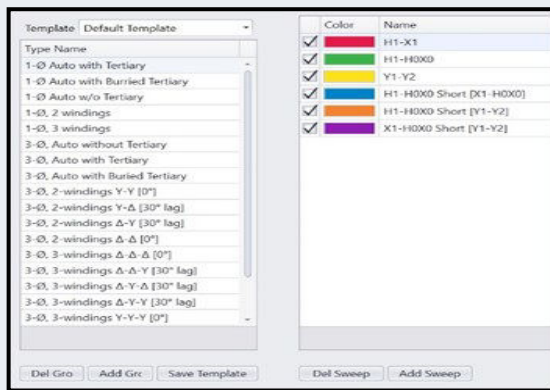 Template Default Template
Type Name
1-Ø Auto with Tertiary
1-Ø Auto with Burried Tertiary
1-Ø Auto w/o Tertiary
1-Ø, 2 windings
1-Ø, 3 windings
3-Ø, Auto without Tertiary
3-Ø, Auto with Tertiary
3-Ø, Auto with Buried Tertiary
3-Ø, 2-windings Y-Y [0°]
3-Ø, 2-windings Y-Δ [30° lag]
3-Ø, 2-windings Δ-Y [30° lag]
3-Ø, 2-windings Δ-Δ [0°]
3-Ø, 3-windings Δ-Δ-Δ [0°]
3-Ø, 3-windings Δ-Δ-Y [30° lag]
3-Ø, 3-windings Δ-Y-Δ [30° lag]
3-Ø, 3-windings Δ-Y-Y [30° lag]
3-Ø, 3-windings Y-Y-Y [0°]
Del Gro Add Grc Save Template
Color Name
H1-X1
H1-H0X0
Y1-Y2
H1-H0X0 Short [X1-H0X0]
H1-H0X0 Short [Y1-Y2]
X1-H0X0 Short [Y1-Y2]
Del Sweep Add Sweep